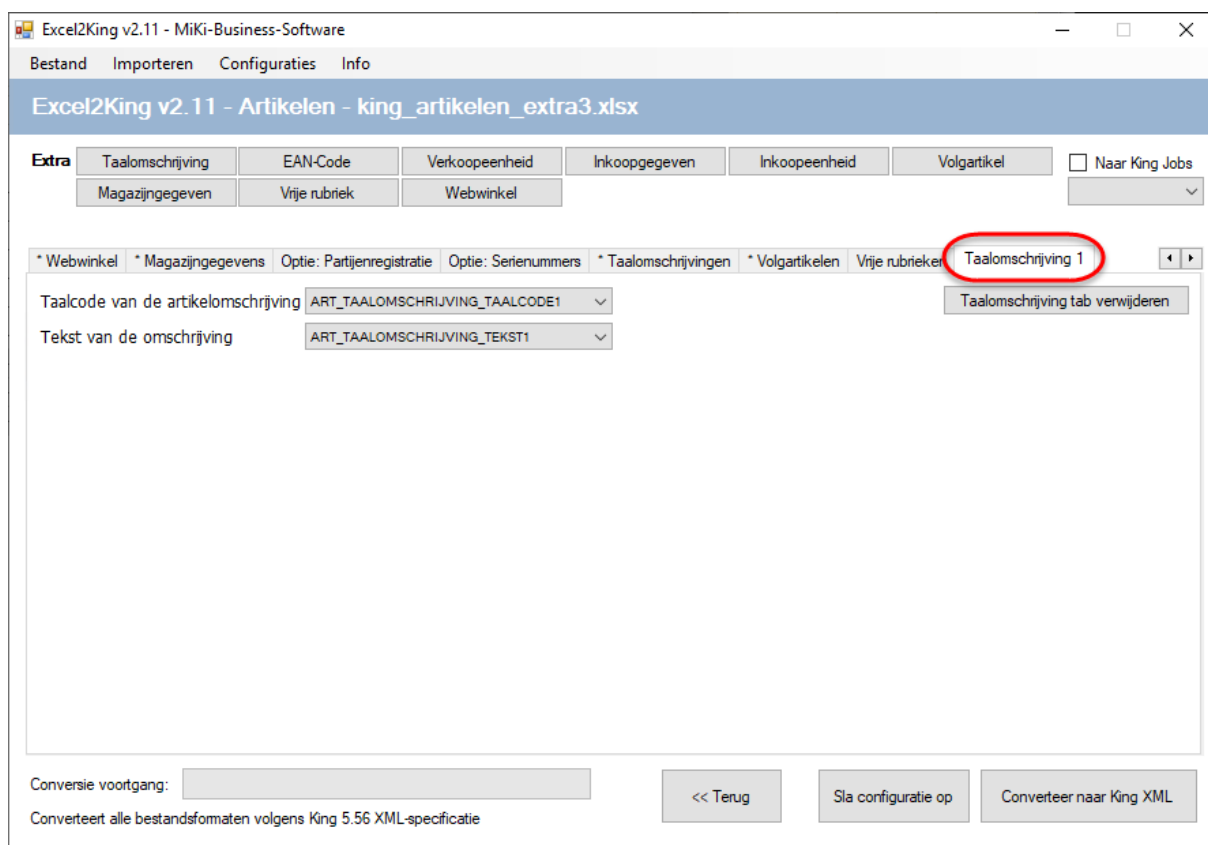 Excel2King v2.11 - MiKi-Business-Software
Bestand Importeren Configuraties Info
Excel2King v2.11 - Artikelen - king_artikelen_extra3.xlsx
Extra Taalomschrijving EAN-Code Verkoopeenheid Inkoopgegeven Inkoopeenheid Volgartikel Naar King Jobs
Magazijngegeven Vrije rubriek Webwinkel
* Webwinkel * Magazijngegevens Optie: Partijenregistratie Optie: Serienummers * Taalomschrijvingen * Volgartikelen Vrije rubrieken Taalomschrijving 1
Taalcode van de artikelomschrijving ART_TAALOMSCHRIJVING_TAALCODE1 Taalomschrijving tab verwijderen
Tekst van de omschrijving ART_TAALOMSCHRIJVING_TEKST1
Conversie voortgang: << Terug Sla configuratie op Converteer naar King XML
Converteert alle bestandsformaten volgens King 5.56 XML-specificatie